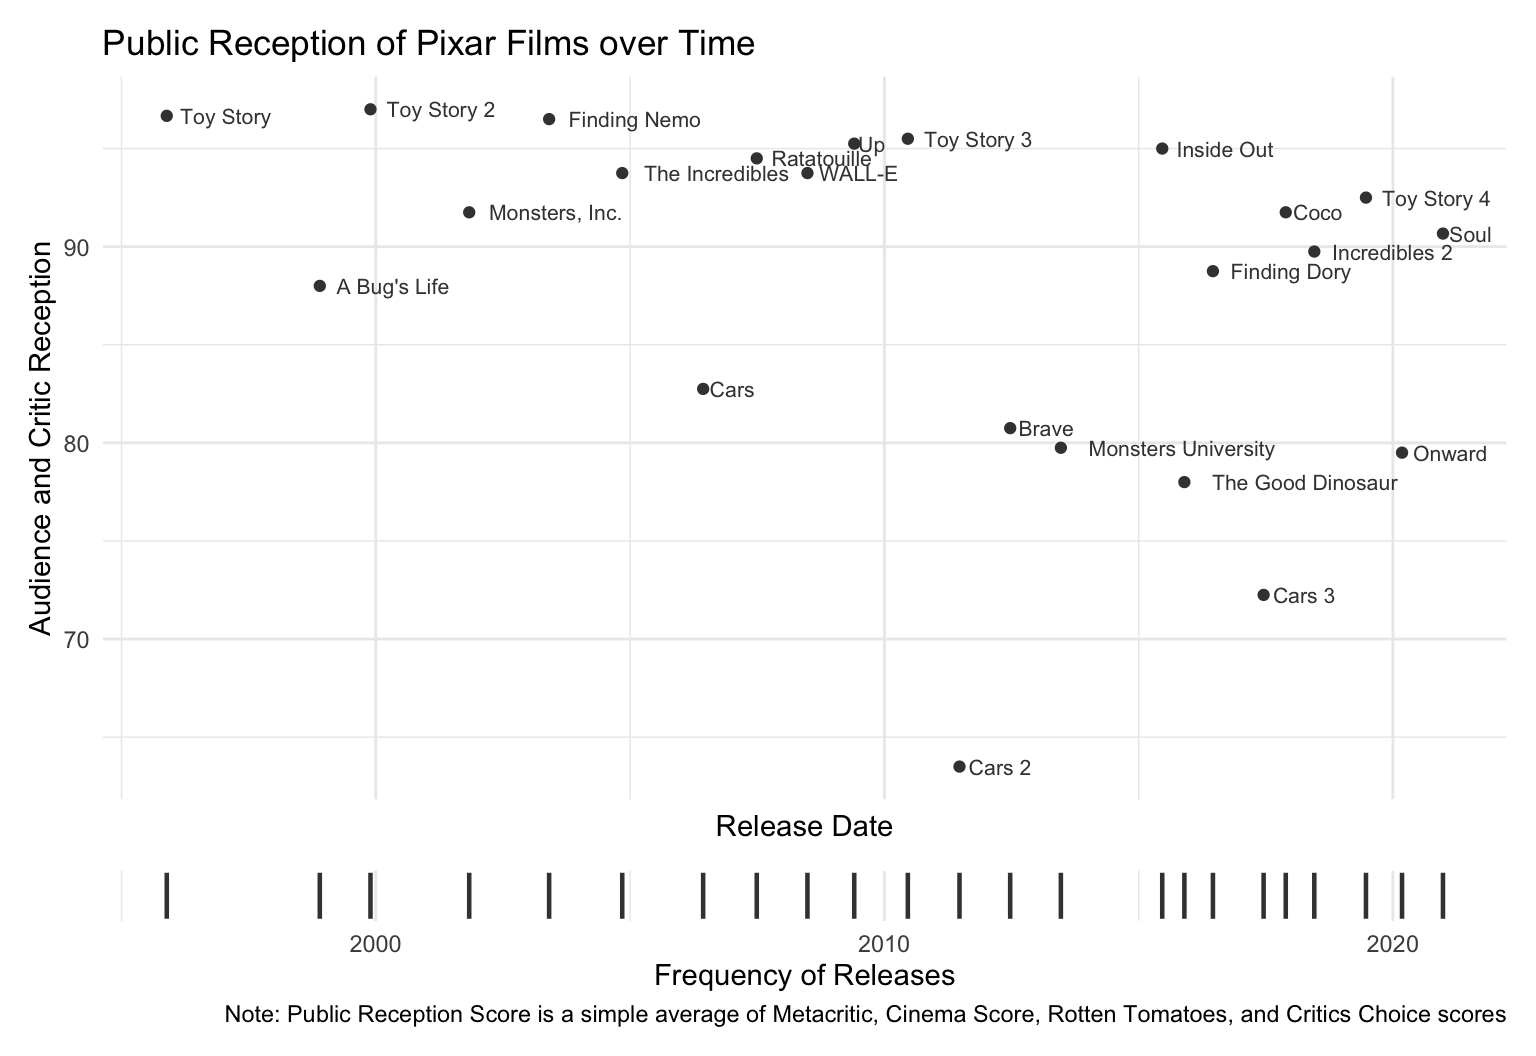 Public Reception of Pixar Films over Time
Audience and Critic Reception
90
80
70
Toy Story
Toy Story 2
Finding Nemo
Up
Toy Story 3
Inside Out
Ratatouille
The Incredibles
WALL-E
Toy Story 4
Monsters, Inc.
Coco
Soul
Incredibles 2
Finding Dory
A Bug's Life
Cars
Brave
Monsters University
Onward
The Good Dinosaur
Cars 3
Cars 2
Release Date
2000
2010
2020
Frequency of Releases
Note: Public Reception Score is a simple average of Metacritic, Cinema Score, Rotten Tomatoes, and Critics Choice scores